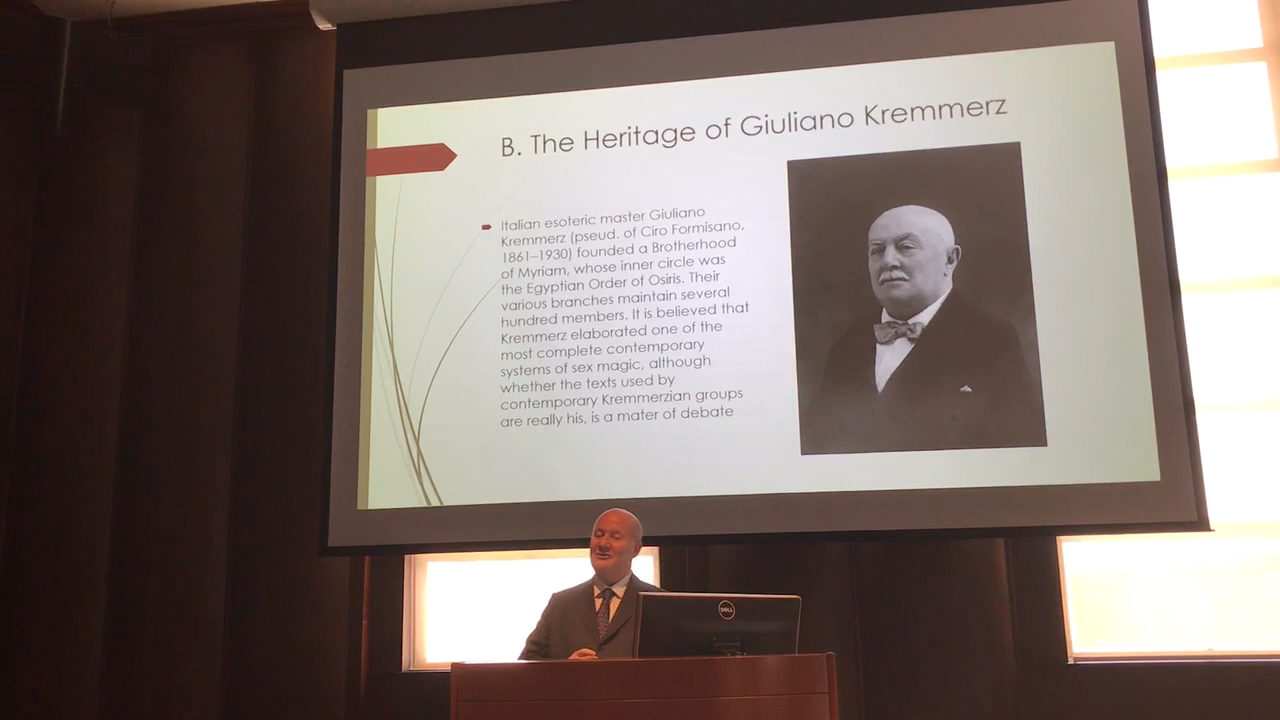 B. The Heritage of Giuliano Kremmerz
Italian esoteric master Giuliano
Kremmerz (pseud. of Ciro Formisano,
1861–1930) founded a Brotherhood
of Myriam, whose inner circle was
the Egyptian Order of Osiris. Their
various branches maintain several
hundred members. It is believed that
Kremmerz elaborated one of the
most complete contemporary
systems of sex magic, although
whether the texts used by
contemporary Kremmerzian groups
are really his, is a mater of debate
DELL